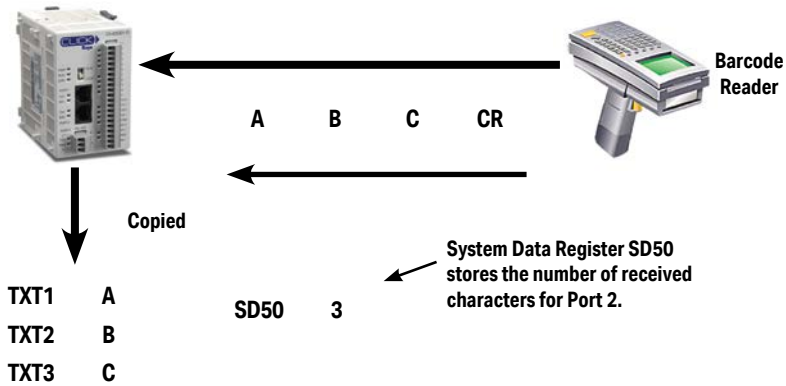 CLICK
Barcode
Reader
A B C CR
Copied
System Data Register SD50
stores the number of received
characters for Port 2.
TXT1 A
SD50 3
TXT2 B
TXT3 C